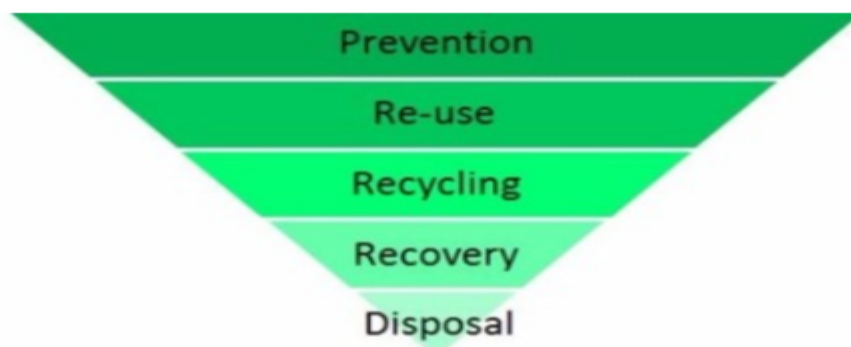 Prevention
Re-use
Recycling
Recovery
Disposal